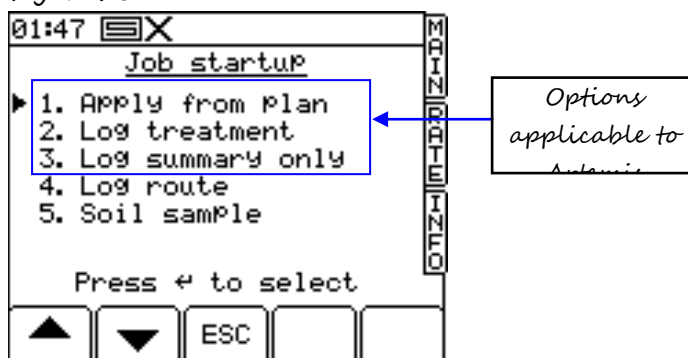 01:47
Job startup
1. Apply from plan
2. Log treatment
3. Log summary only
4. Log route
5. Soil sample
Press ↵ to select
ESC
MAIN
RATE
INFO
Options
applicable to